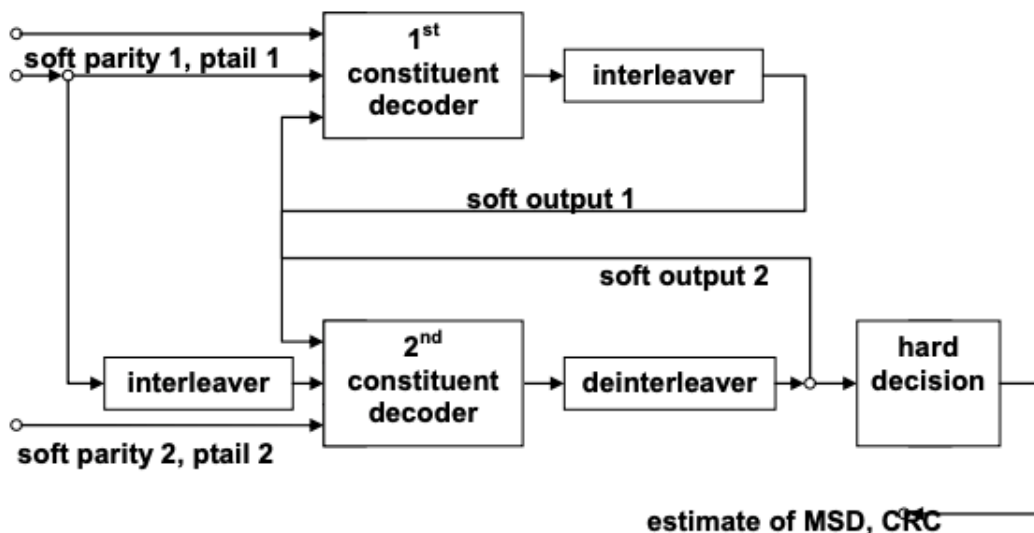 1st
constituent
decoder
interleaver
soft parity 1, ptail 1
soft output 1
soft output 2
2nd
constituent
decoder
interleaver
deinterleaver
hard
decision
soft parity 2, ptail 2
estimate of MSD, CRC